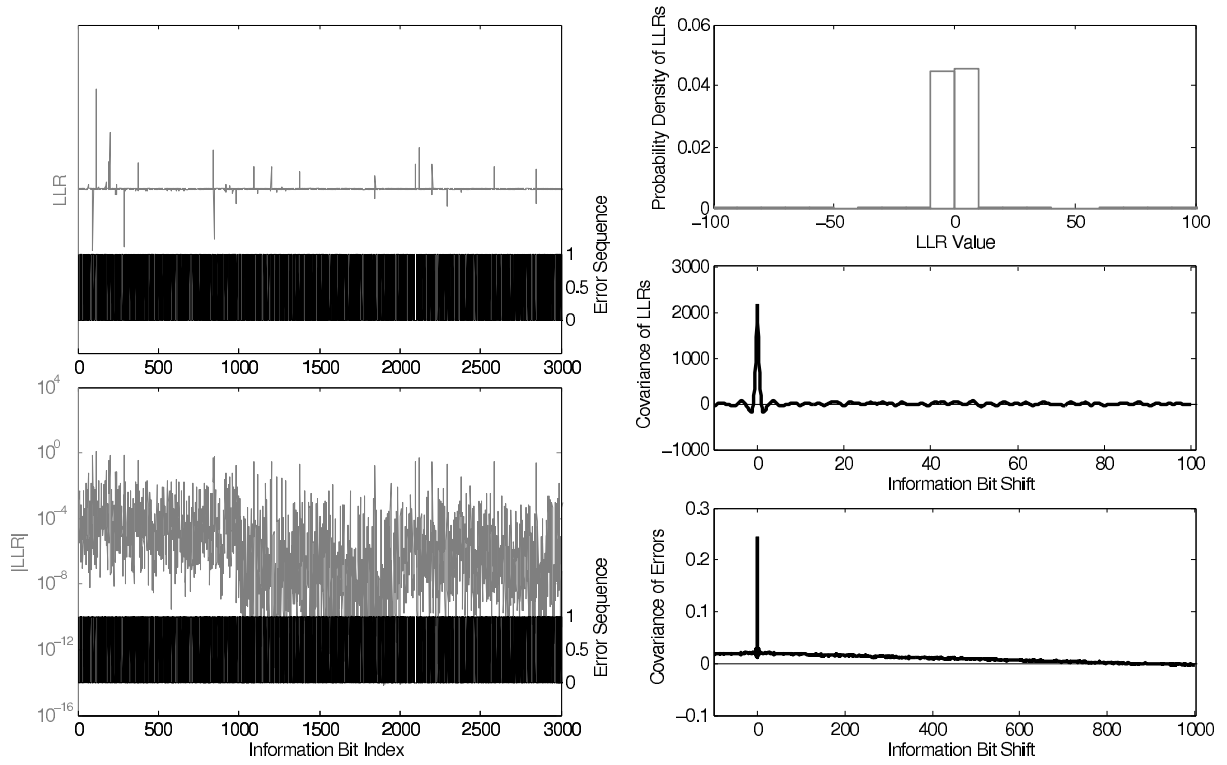 LLR
1
0.5
0
Error Sequence
0 500 1000 1500 2000 2500 3000
10^4
10^0
10^−4
10^−8
10^−12
10^−16
|LLR|
1
0.5
0
Error Sequence
0 500 1000 1500 2000 2500 3000
Information Bit Index
0.06
0.04
0.02
0
Probability Density of LLRs
−100 −50 0 50 100
LLR Value
3000
2000
1000
0
−1000
Covariance of LLRs
0 20 40 60 80 100
Information Bit Shift
0.3
0.2
0.1
0
−0.1
Covariance of Errors
0 200 400 600 800 1000
Information Bit Shift